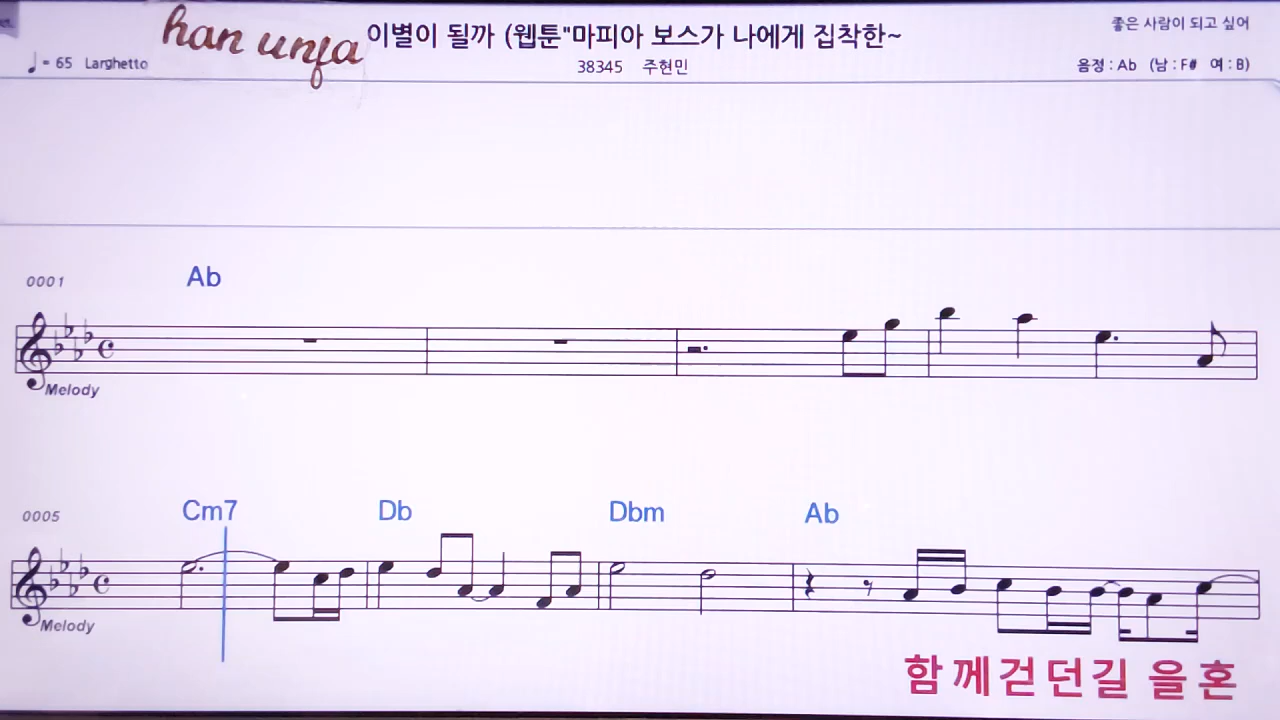 han unfa
이별이 될까 (웹툰"마피아 보스가 나에게 집착한~
좋은 사람이 되고 싶어
♩= 65 Larghetto
38345 주현민
음정 : Ab (남 : F# 여 : B)
0001
Ab
Melody
0005
Cm7 Db Dbm Ab
Melody
함께걷던길 을혼